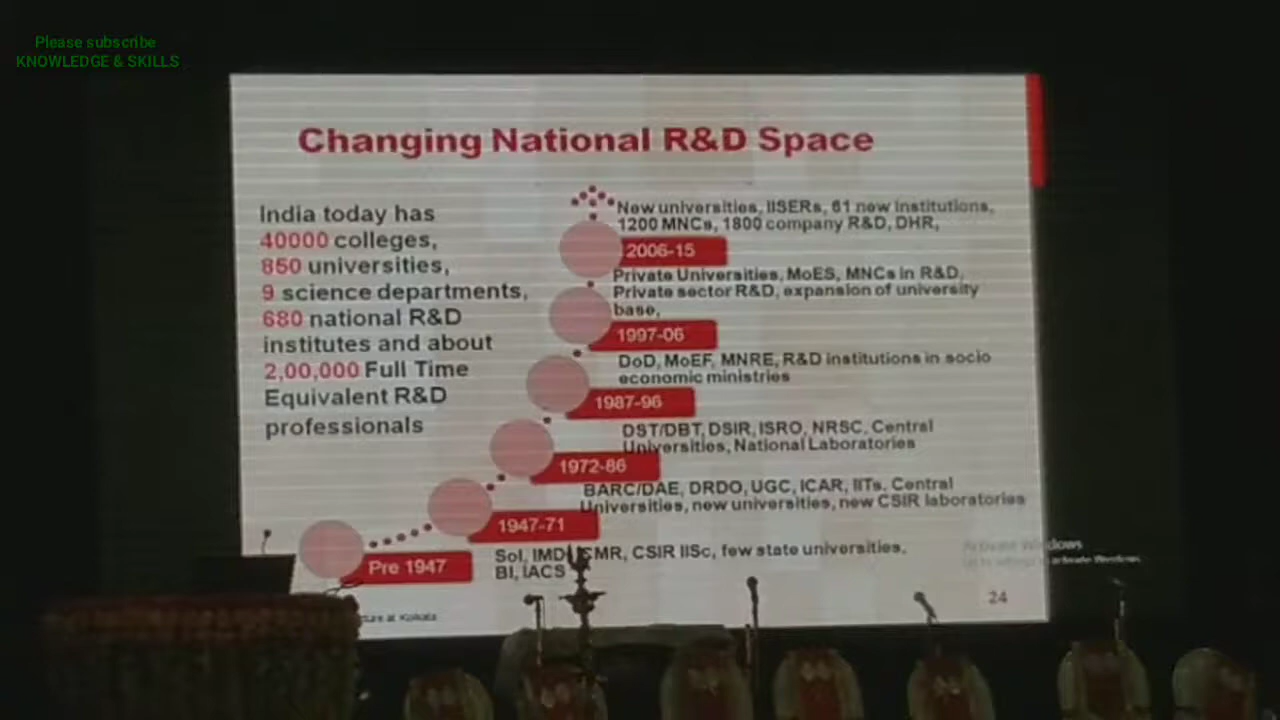 Please subscribe
KNOWLEDGE & SKILLS
Changing National R&D Space
India today has
40000 colleges,
850 universities,
9 science departments,
680 national R&D
institutes and about
2,00,000 Full Time
Equivalent R&D
professionals
New universities, IISERs, 61 new institutions,
1200 MNCs, 1800 company R&D, DHR,
2006-15
Private Universities, MoES, MNCs in R&D,
Private sector R&D, expansion of university
base,
1997-06
DoD, MoEF, MNRE, R&D institutions in socio
economic ministries
1987-96
DST/DBT, DSIR, ISRO, NRSC, Central
Universities, National Laboratories
1972-86
BARC/DAE, DRDO, UGC, ICAR, IITs, Central
Universities, new universities, new CSIR laboratories
1947-71
SoI, IMD, CSIR IISc, few state universities,
BI, IACS
Pre 1947
Activate Windows
24
at Kolkata